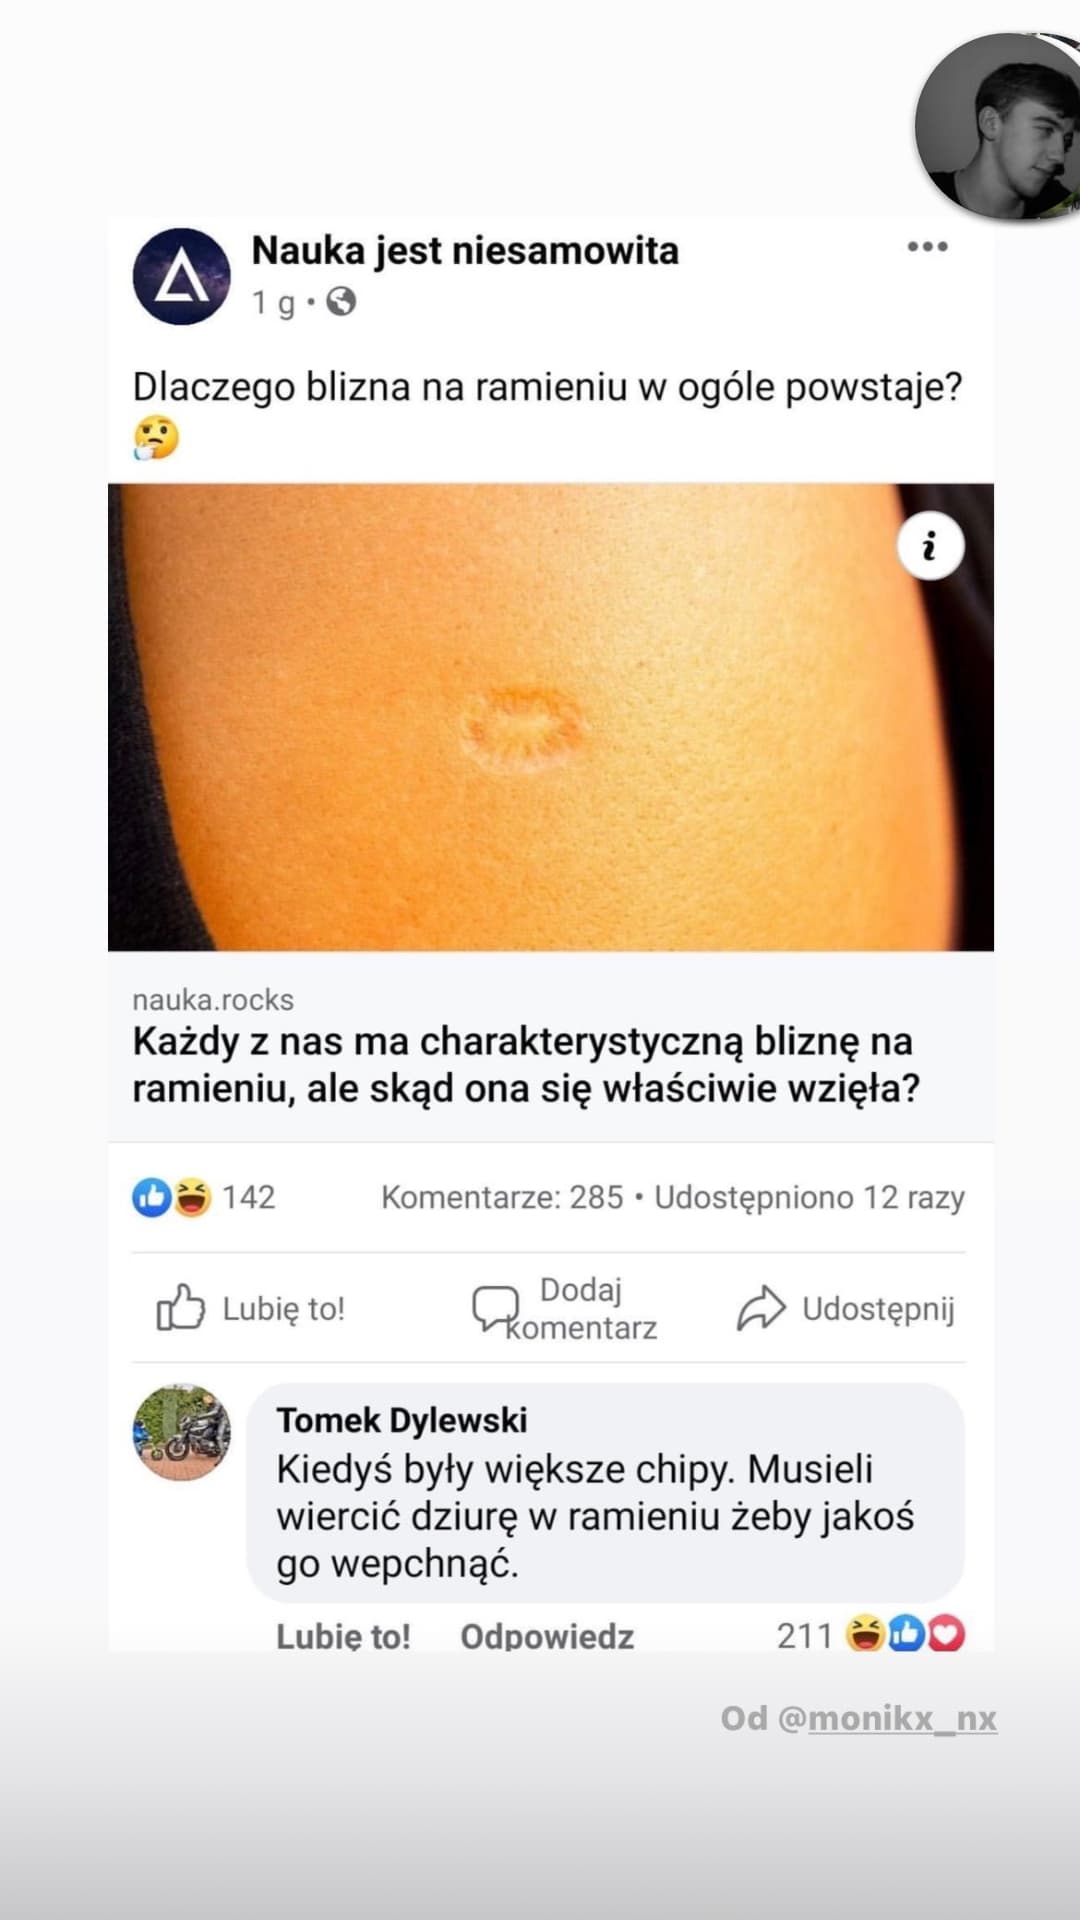 Nauka jest niesamowita
1 g •
Dlaczego blizna na ramieniu w ogóle powstaje?
i
nauka.rocks
Każdy z nas ma charakterystyczną bliznę na
ramieniu, ale skąd ona się właściwie wzięła?
142 Komentarze: 285 • Udostępniono 12 razy
Lubię to!
Dodaj
komentarz
Udostępnij
Tomek Dylewski
Kiedyś były większe chipy. Musieli
wiercić dziurę w ramieniu żeby jakoś
go wepchnąć.
Lubię to! Odpowiedz 211
Od @monikx_nx